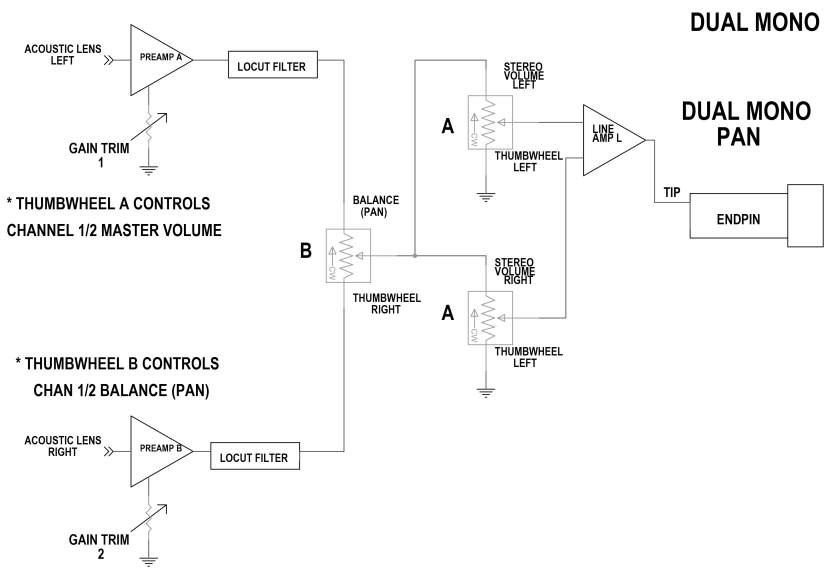 DUAL MONO
ACOUSTIC LENS
LEFT
PREAMP A
LOCUT FILTER
GAIN TRIM
1
STEREO
VOLUME
LEFT
A
CW
THUMBWHEEL
LEFT
LINE
AMP L
DUAL MONO
PAN
TIP
ENDPIN
* THUMBWHEEL A CONTROLS
CHANNEL 1/2 MASTER VOLUME
BALANCE
(PAN)
B
CW
THUMBWHEEL
RIGHT
STEREO
VOLUME
RIGHT
A
CW
THUMBWHEEL
LEFT
* THUMBWHEEL B CONTROLS
CHAN 1/2 BALANCE (PAN)
ACOUSTIC LENS
RIGHT
PREAMP B
LOCUT FILTER
GAIN TRIM
2